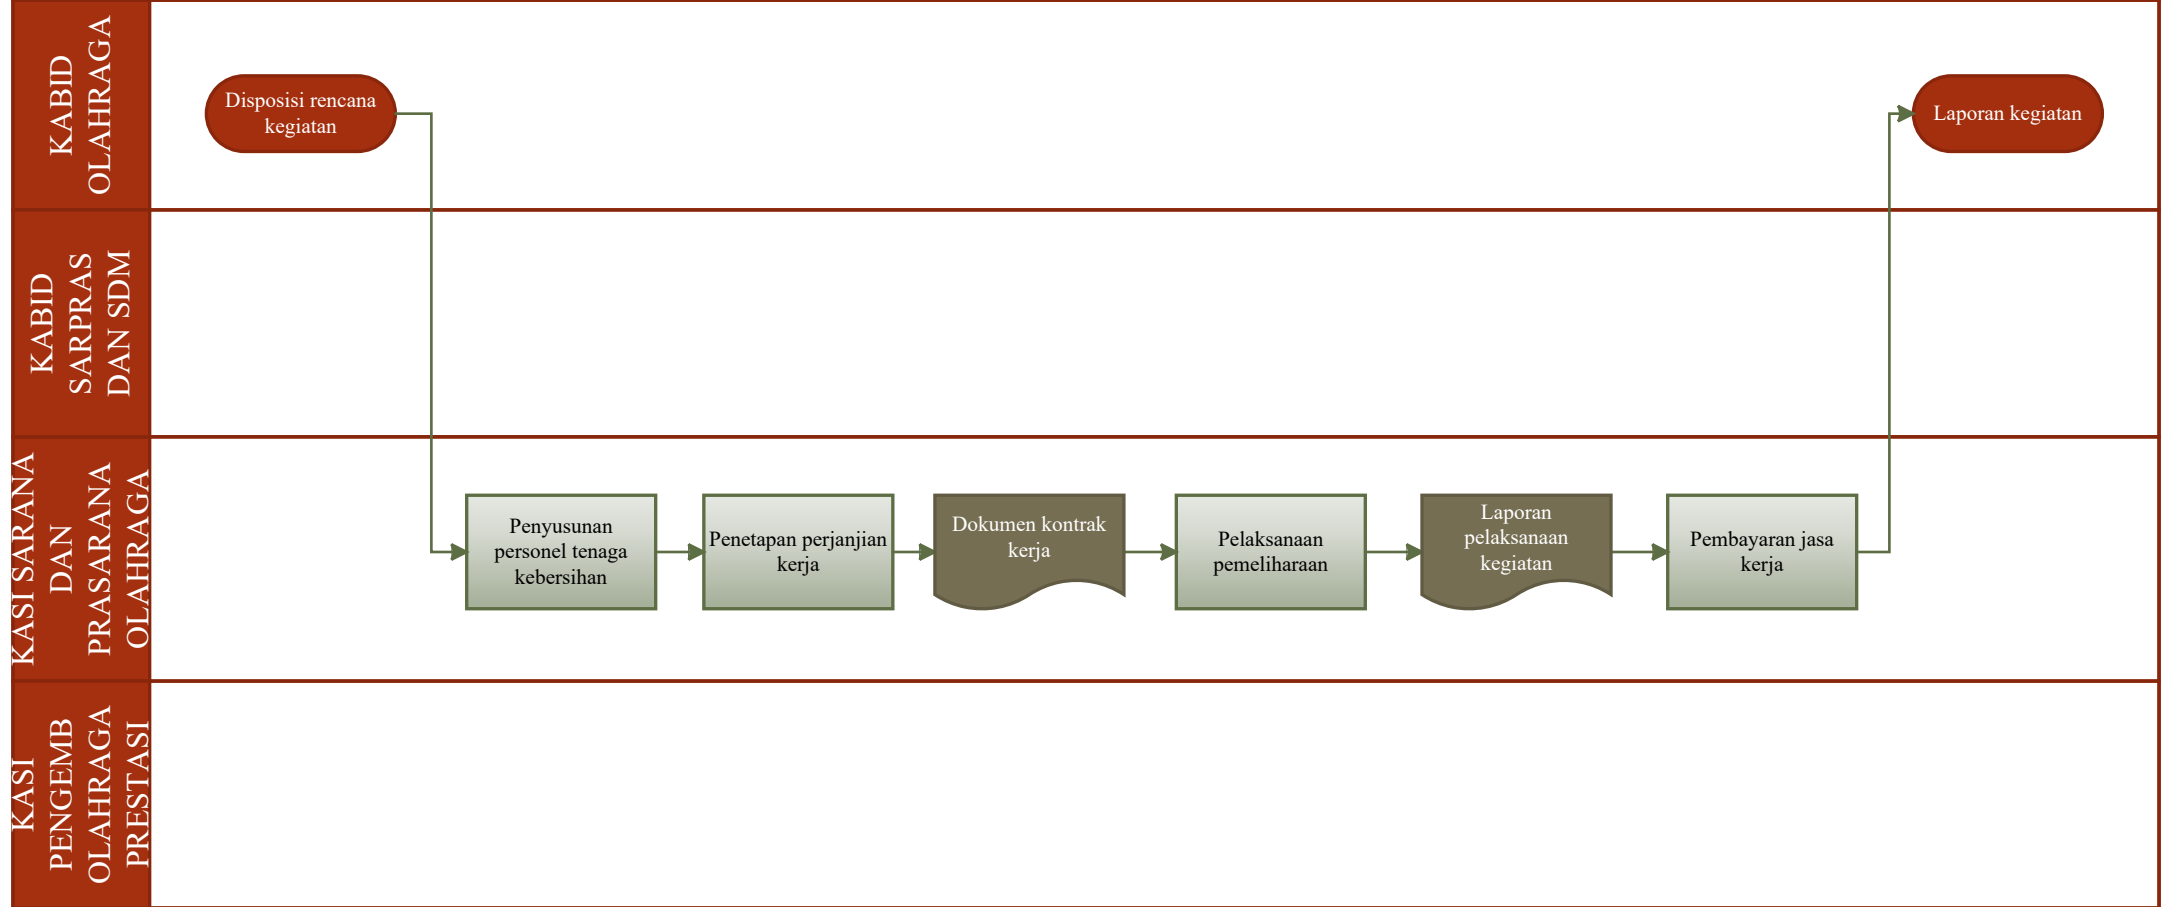 KABID
OLAHRAGA
Disposisi rencana
kegiatan
Laporan kegiatan
KABID
SARPRAS
DAN SDM
KASI SARANA
DAN
PRASARANA
OLAHRAGA
Penyusunan
personel tenaga
kebersihan
Penetapan perjanjian
kerja
Dokumen kontrak
kerja
Pelaksanaan
pemeliharaan
Laporan
pelaksanaan
kegiatan
Pembayaran jasa
kerja
KASI
PENGEMB
OLAHRAGA
PRESTASI